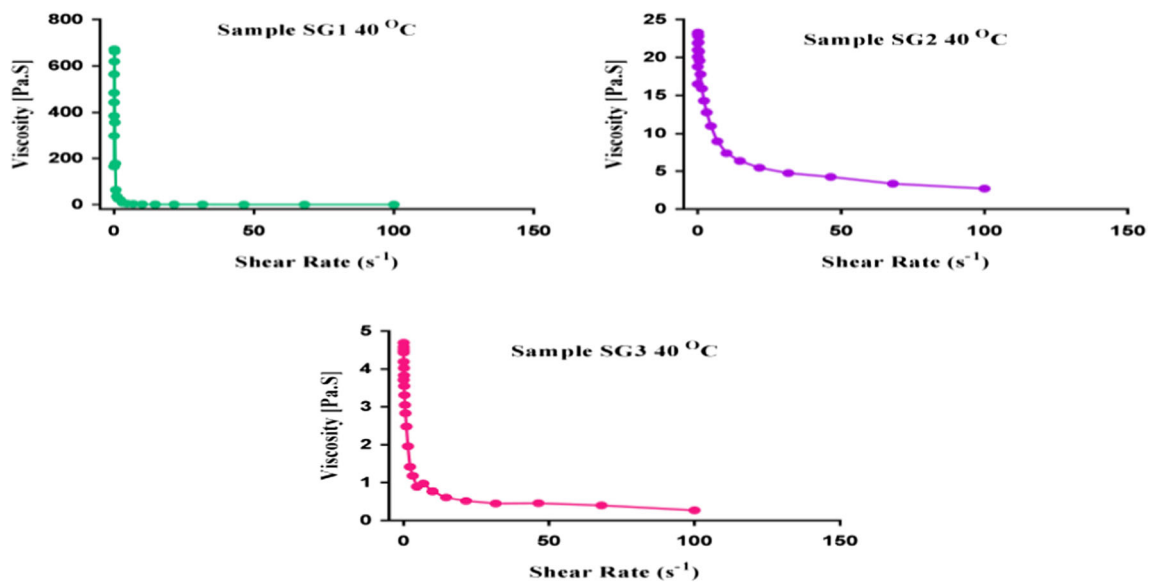 Sample SG1 40 ᴼC
Viscosity [Pa.S]
800
600
400
200
0
0 50 100 150
Shear Rate (s⁻¹)
Sample SG2 40 ᴼC
Viscosity [Pa.S]
25
20
15
10
5
0
0 50 100 150
Shear Rate (s⁻¹)
Sample SG3 40 ᴼC
Viscosity [Pa.S]
5
4
3
2
1
0
0 50 100 150
Shear Rate (s⁻¹)